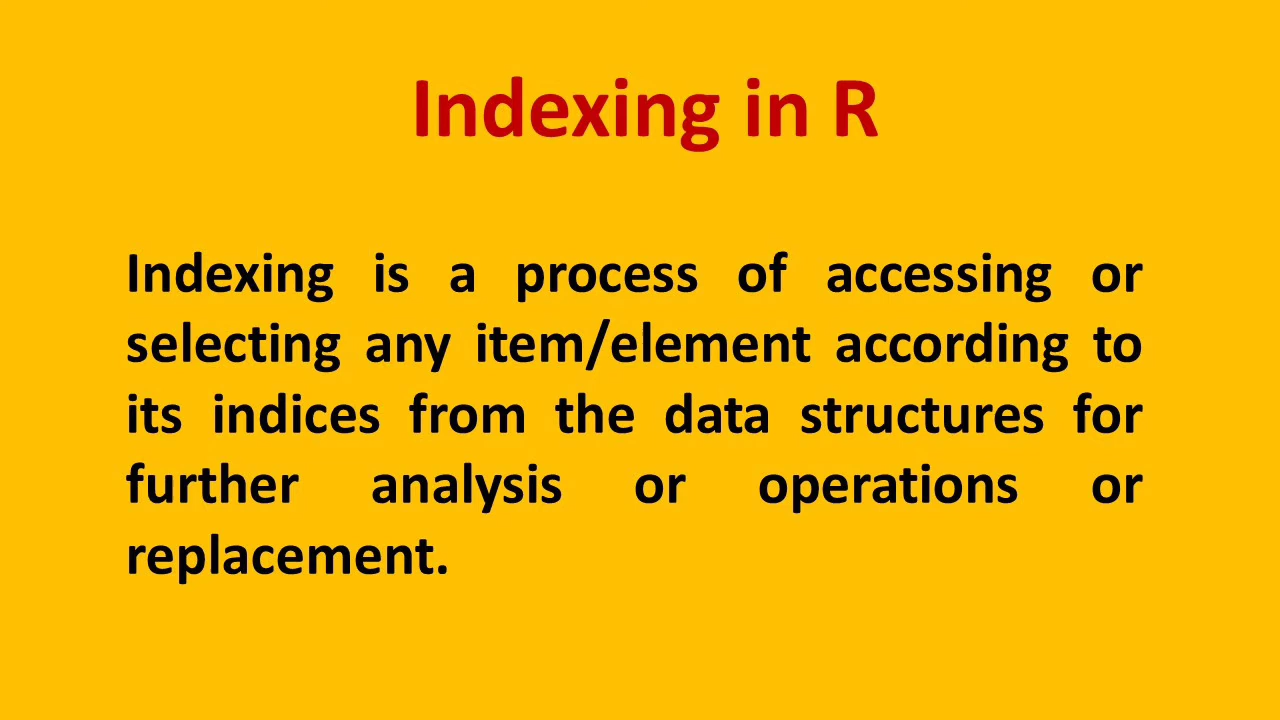 Indexing in R
Indexing is a process of accessing or
selecting any item/element according to
its indices from the data structures for
further analysis or operations or
replacement.